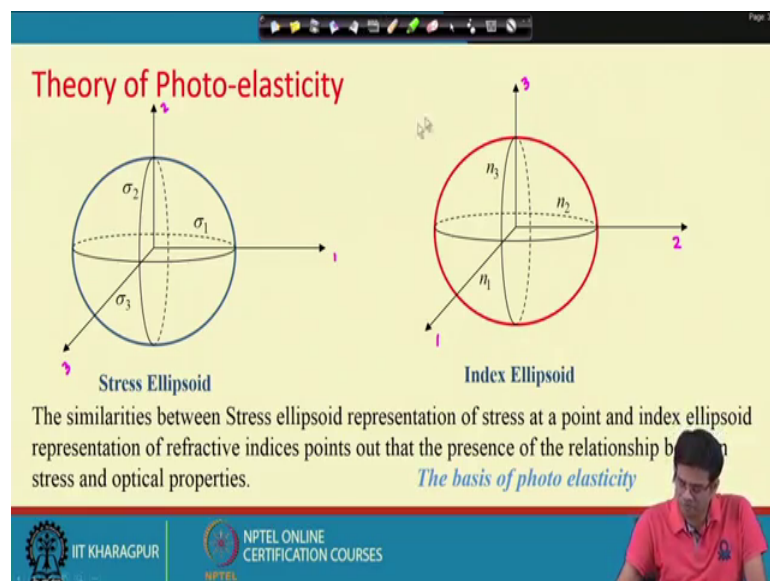 Page:
Theory of Photo-elasticity
2
σ2
σ1
σ3
1
3
3
n3
n2
n1
2
1
Stress Ellipsoid
Index Ellipsoid
The similarities between Stress ellipsoid representation of stress at a point and index ellipsoid
representation of refractive indices points out that the presence of the relationship b
stress and optical properties.
The basis of photo elasticity
IIT KHARAGPUR
NPTEL
NPTEL ONLINE
CERTIFICATION COURSES